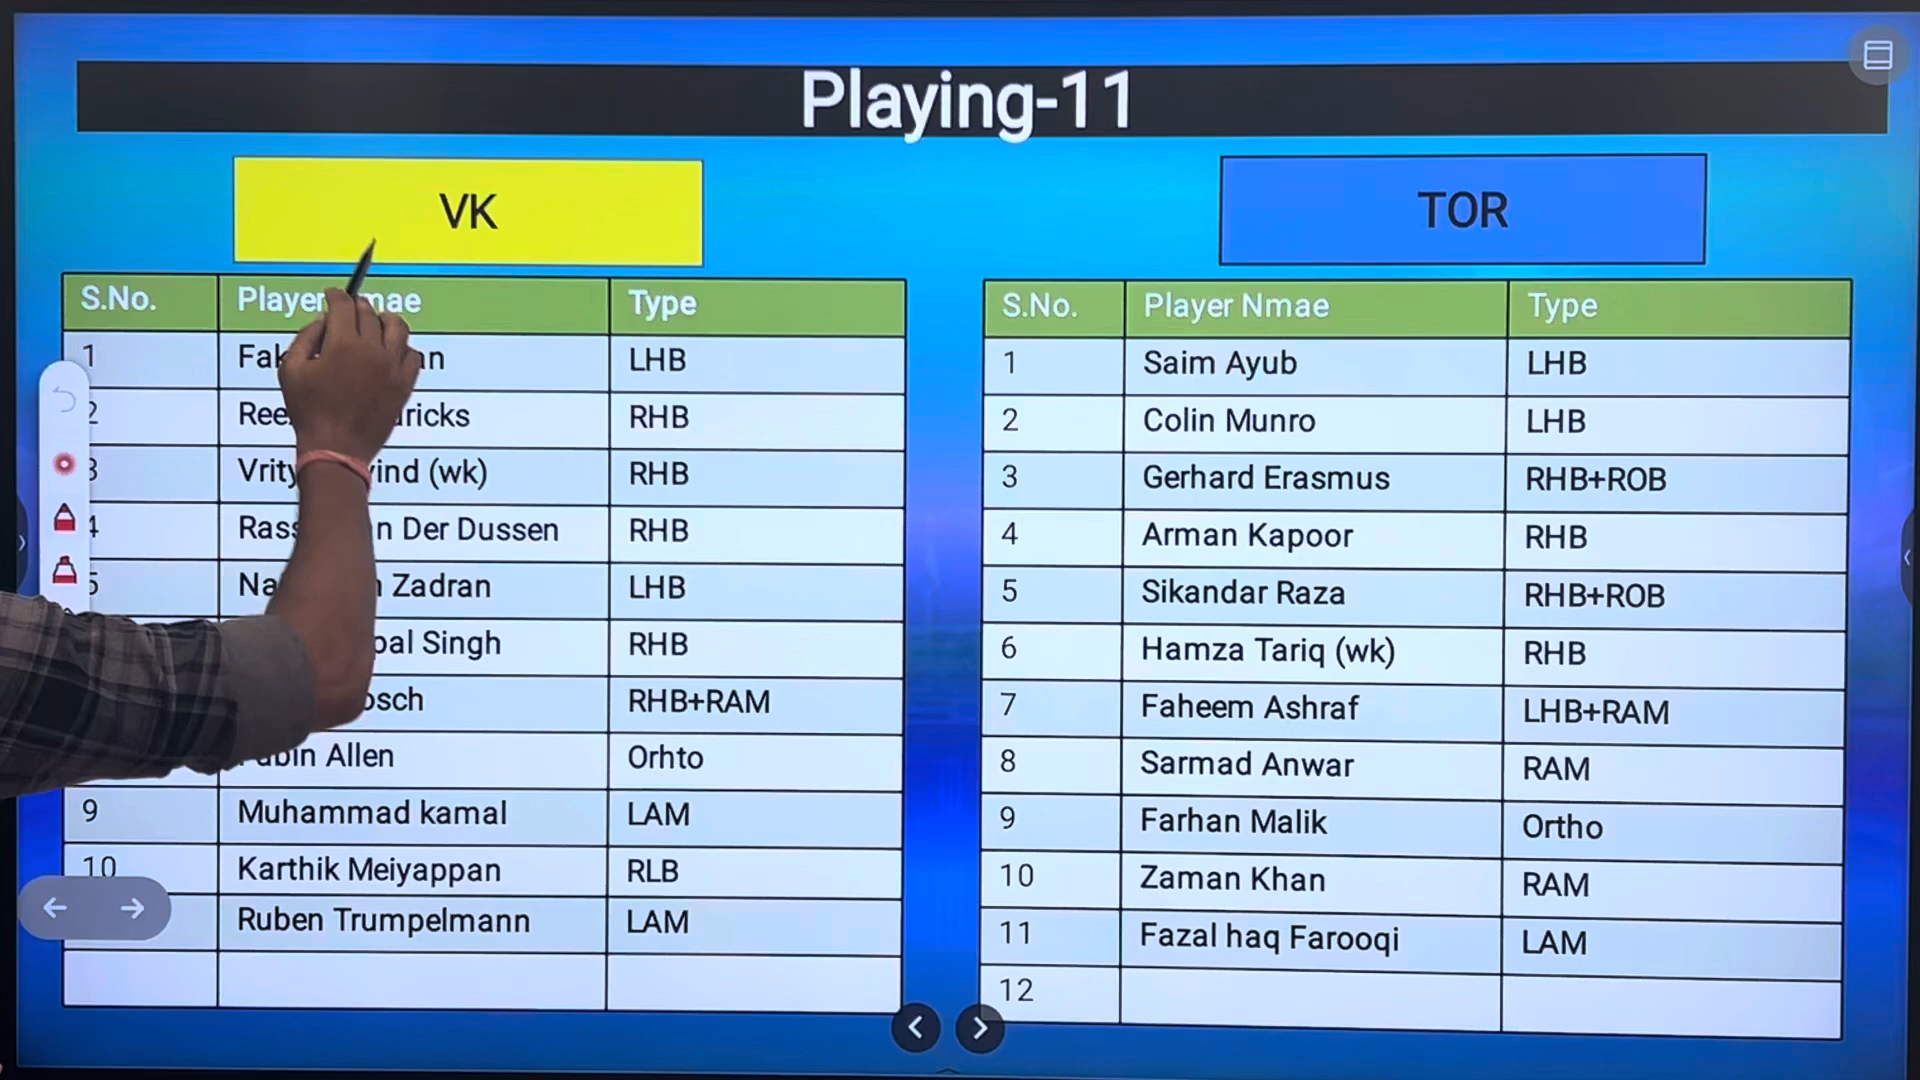 Playing-11
VK
TOR
S.No. Type
1 LHB
RHB
(wk) RHB
Der Dussen RHB
Zadran LHB
Singh RHB
RHB+RAM
Allen Orhto
9 Muhammad kamal LAM
10 Karthik Meiyappan RLB
Ruben Trumpelmann LAM
S.No. Player Nmae Type
1 Saim Ayub LHB
2 Colin Munro LHB
3 Gerhard Erasmus RHB+ROB
4 Arman Kapoor RHB
5 Sikandar Raza RHB+ROB
6 Hamza Tariq (wk) RHB
7 Faheem Ashraf LHB+RAM
8 Sarmad Anwar RAM
9 Farhan Malik Ortho
10 Zaman Khan RAM
11 Fazal haq Farooqi LAM
12